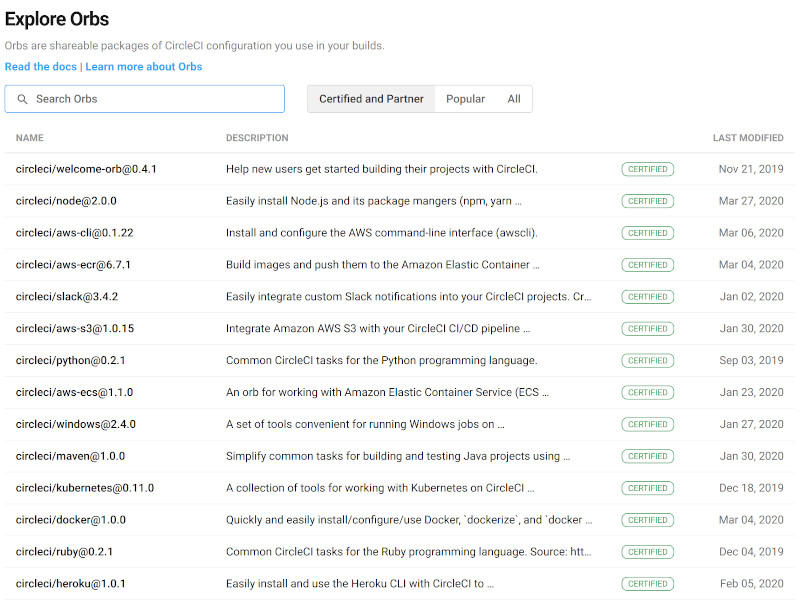 Explore Orbs
Orbs are shareable packages of CircleCI configuration you use in your builds.
Read the docs | Learn more about Orbs
Search Orbs Certified and Partner Popular All
NAME DESCRIPTION LAST MODIFIED
circleci/welcome-orb@0.4.1 Help new users get started building their projects with CircleCI. CERTIFIED Nov 21, 2019
circleci/node@2.0.0 Easily install Node.js and its package mangers (npm, yarn ... CERTIFIED Mar 27, 2020
circleci/aws-cli@0.1.22 Install and configure the AWS command-line interface (awscli). CERTIFIED Mar 06, 2020
circleci/aws-ecr@6.7.1 Build images and push them to the Amazon Elastic Container ... CERTIFIED Mar 04, 2020
circleci/slack@3.4.2 Easily integrate custom Slack notifications into your CircleCI projects. Cr... CERTIFIED Jan 02, 2020
circleci/aws-s3@1.0.15 Integrate Amazon AWS S3 with your CircleCI CI/CD pipeline ... CERTIFIED Jan 30, 2020
circleci/python@0.2.1 Common CircleCI tasks for the Python programming language. CERTIFIED Sep 03, 2019
circleci/aws-ecs@1.1.0 An orb for working with Amazon Elastic Container Service (ECS ... CERTIFIED Jan 23, 2020
circleci/windows@2.4.0 A set of tools convenient for running Windows jobs on ... CERTIFIED Jan 27, 2020
circleci/maven@1.0.0 Simplify common tasks for building and testing Java projects using ... CERTIFIED Jan 30, 2020
circleci/kubernetes@0.11.0 A collection of tools for working with Kubernetes on CircleCI ... CERTIFIED Dec 18, 2019
circleci/docker@1.0.0 Quickly and easily install/configure/use Docker, `dockerize`, and `docker ... CERTIFIED Mar 04, 2020
circleci/ruby@0.2.1 Common CircleCI tasks for the Ruby programming language. Source: htt... CERTIFIED Dec 04, 2019
circleci/heroku@1.0.1 Easily install and use the Heroku CLI with CircleCI to ... CERTIFIED Feb 05, 2020